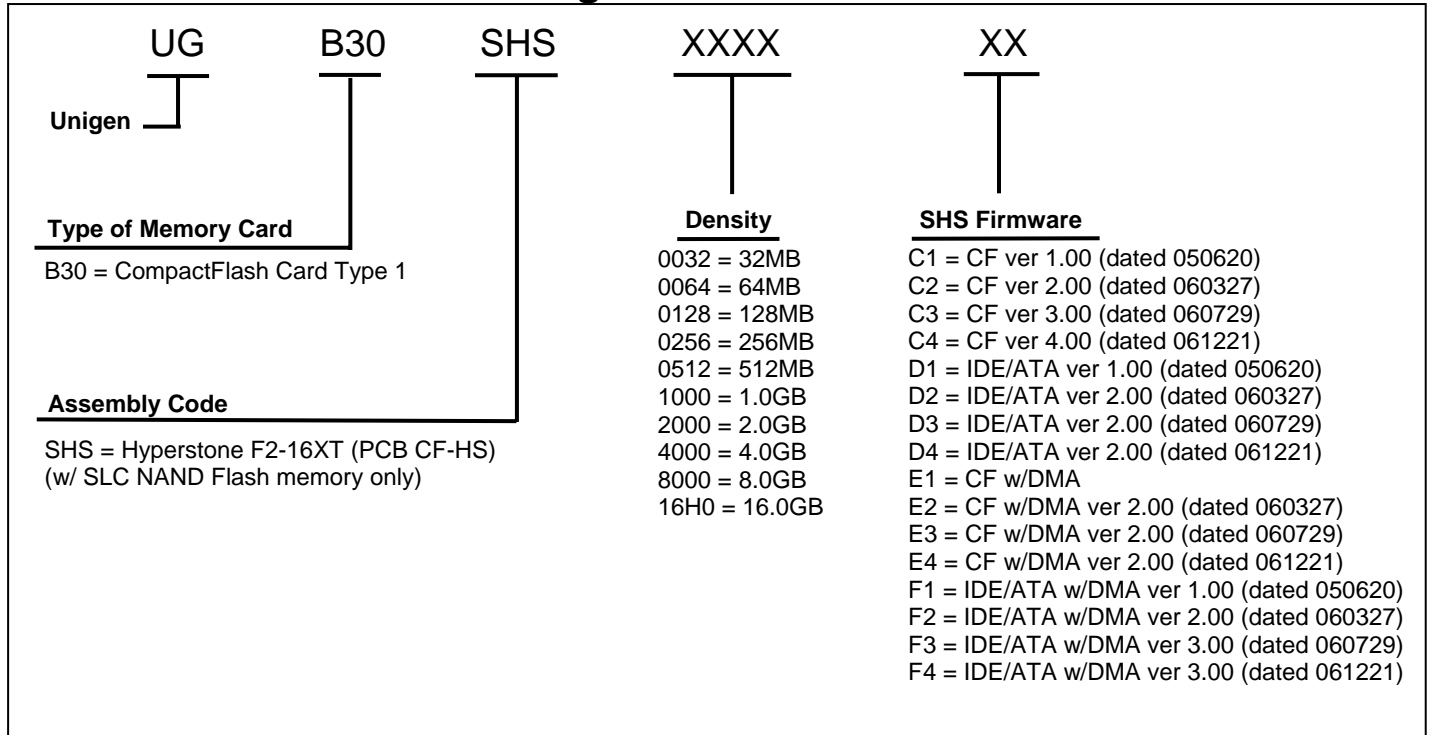 UG B30 SHS XXXX XX
Unigen
Type of Memory Card
B30 = CompactFlash Card Type 1
Assembly Code
SHS = Hyperstone F2-16XT (PCB CF-HS)
(w/ SLC NAND Flash memory only)
Density
0032 = 32MB
0064 = 64MB
0128 = 128MB
0256 = 256MB
0512 = 512MB
1000 = 1.0GB
2000 = 2.0GB
4000 = 4.0GB
8000 = 8.0GB
16H0 = 16.0GB
SHS Firmware
C1 = CF ver 1.00 (dated 050620)
C2 = CF ver 2.00 (dated 060327)
C3 = CF ver 3.00 (dated 060729)
C4 = CF ver 4.00 (dated 061221)
D1 = IDE/ATA ver 1.00 (dated 050620)
D2 = IDE/ATA ver 2.00 (dated 060327)
D3 = IDE/ATA ver 2.00 (dated 060729)
D4 = IDE/ATA ver 2.00 (dated 061221)
E1 = CF w/DMA
E2 = CF w/DMA ver 2.00 (dated 060327)
E3 = CF w/DMA ver 2.00 (dated 060729)
E4 = CF w/DMA ver 2.00 (dated 061221)
F1 = IDE/ATA w/DMA ver 1.00 (dated 050620)
F2 = IDE/ATA w/DMA ver 2.00 (dated 060327)
F3 = IDE/ATA w/DMA ver 3.00 (dated 060729)
F4 = IDE/ATA w/DMA ver 3.00 (dated 061221)